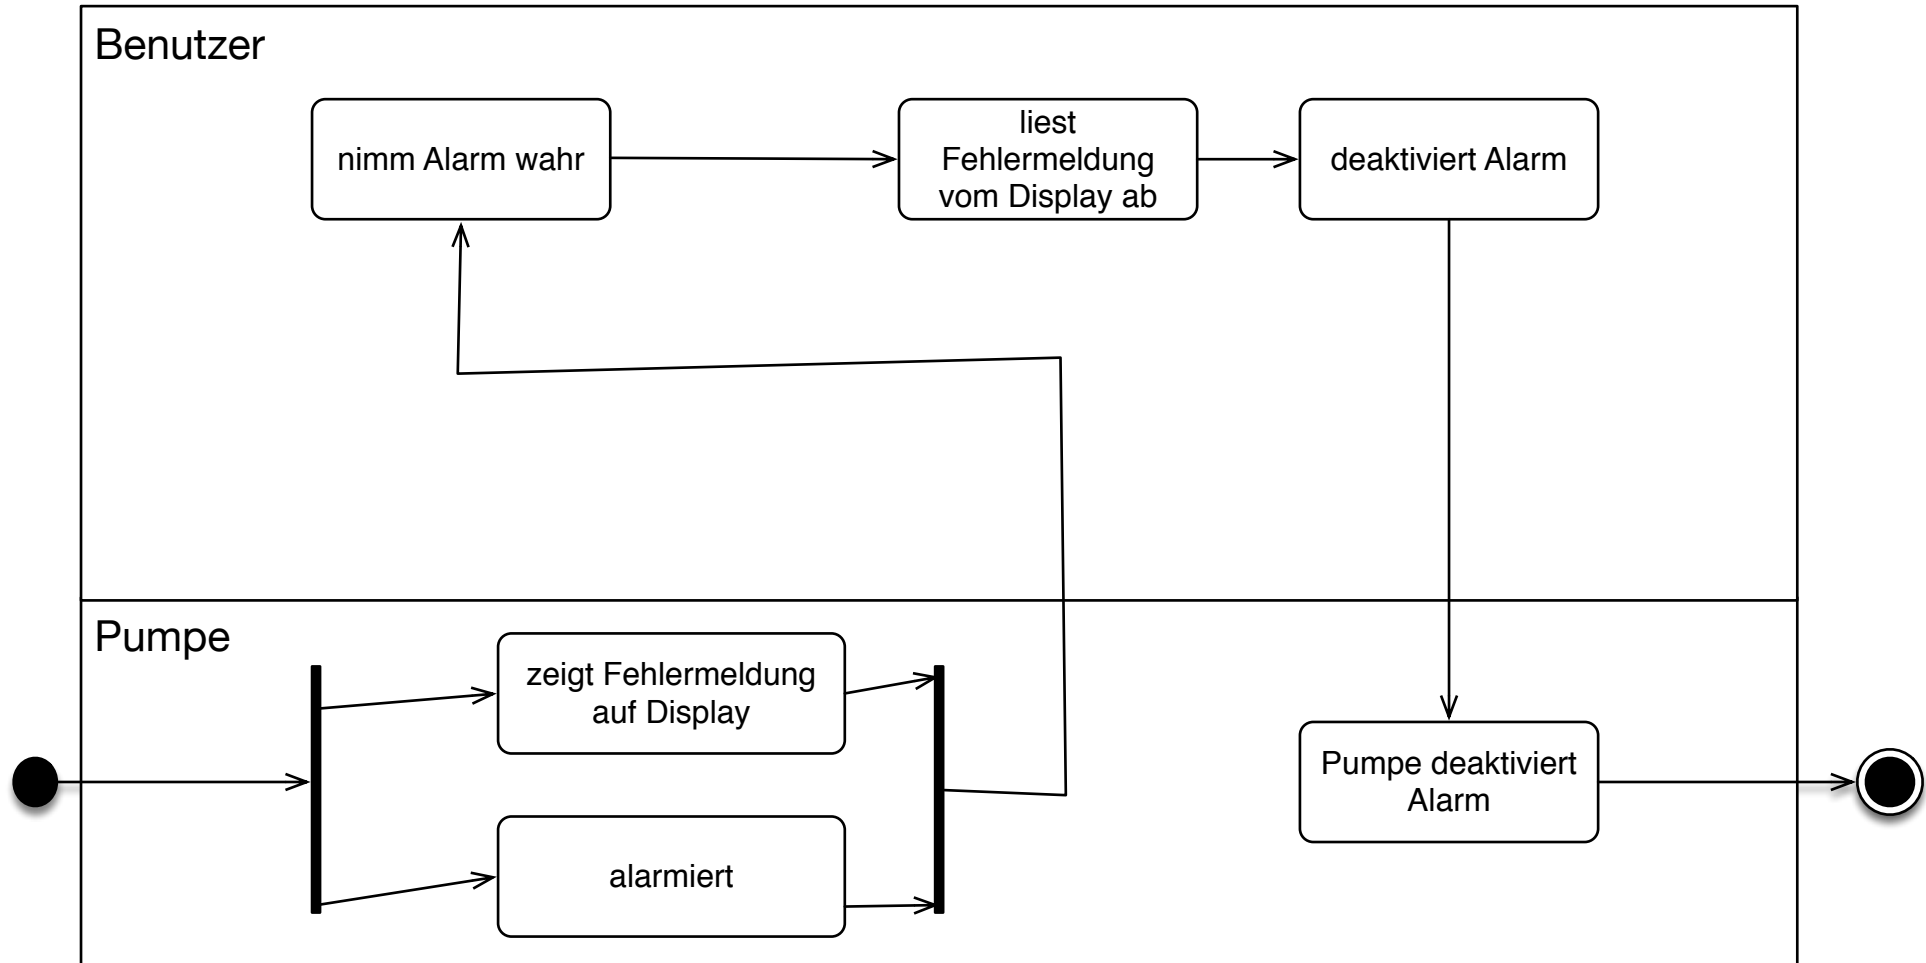 Benutzer
nimm Alarm wahr
liest
Fehlermeldung
vom Display ab
deaktiviert Alarm
Pumpe
zeigt Fehlermeldung
auf Display
alarmiert
Pumpe deaktiviert
Alarm